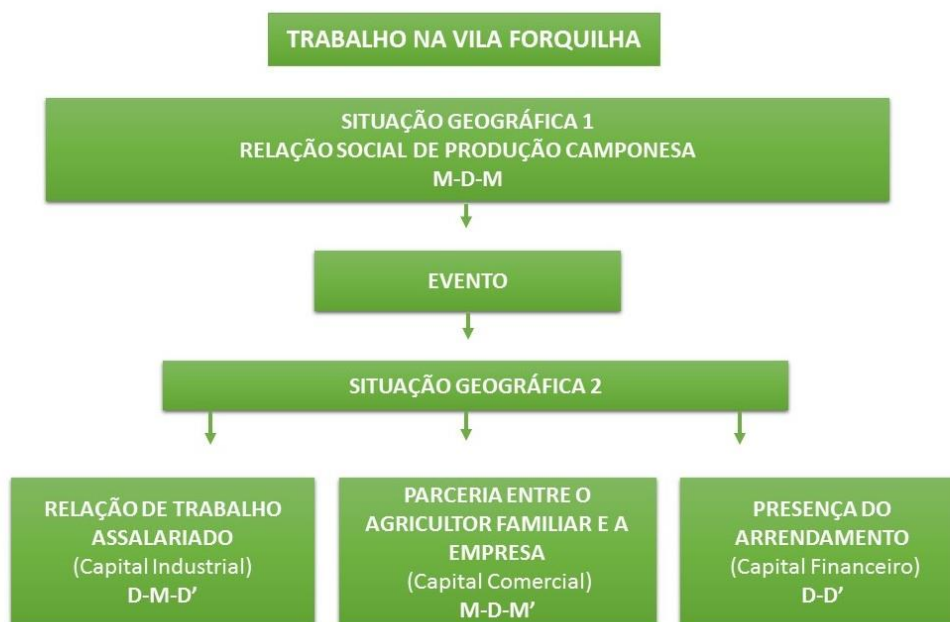 TRABALHO NA VILA FORQUILHA
SITUAÇÃO GEOGRÁFICA 1
RELAÇÃO SOCIAL DE PRODUÇÃO CAMPONESA
M-D-M
EVENTO
SITUAÇÃO GEOGRÁFICA 2
RELAÇÃO DE TRABALHO
ASSALARIADO
(Capital Industrial)
D-M-D’
PARCERIA ENTRE O
AGRICULTOR FAMILIAR E A
EMPRESA
(Capital Comercial)
M-D-M’
PRESENÇA DO
ARRENDAMENTO
(Capital Financeiro)
D-D’